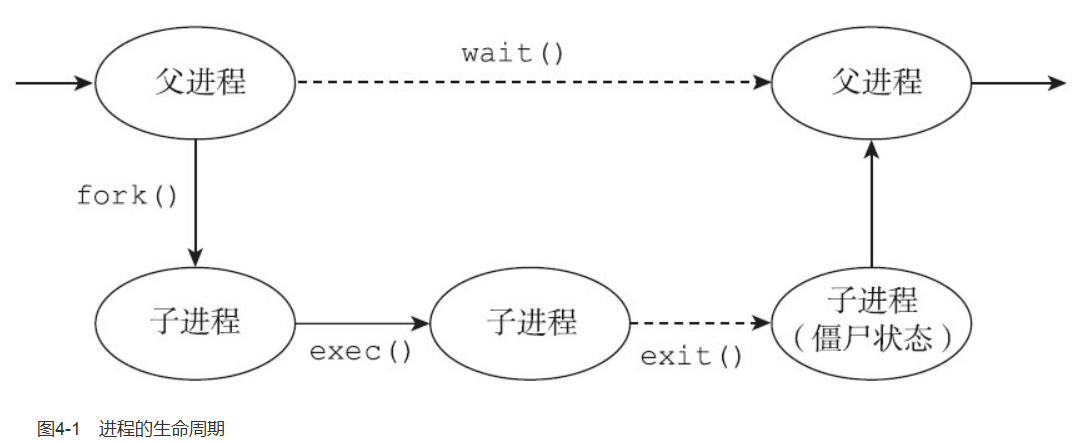 父进程
wait()
父进程
fork()
子进程
exec()
子进程
exit()
子进程
（僵尸状态）
图4-1 进程的生命周期